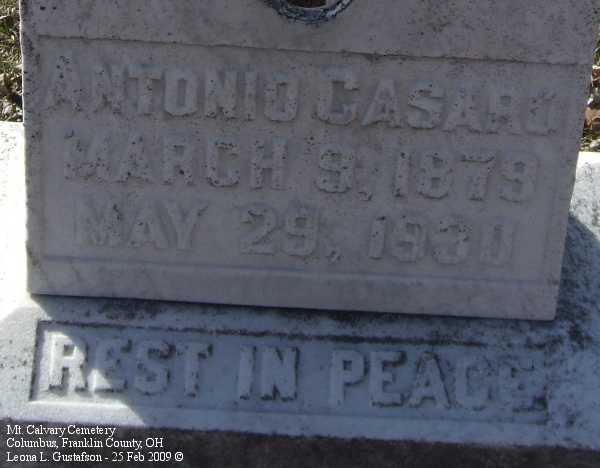 ANTONIO CASARO
MARCH 9, 1879
MAY 29, 1930
REST IN PEACE
Mt. Calvary Cemetery
Columbus, Franklin County, OH
Leona L. Gustafson - 25 Feb 2009 ©